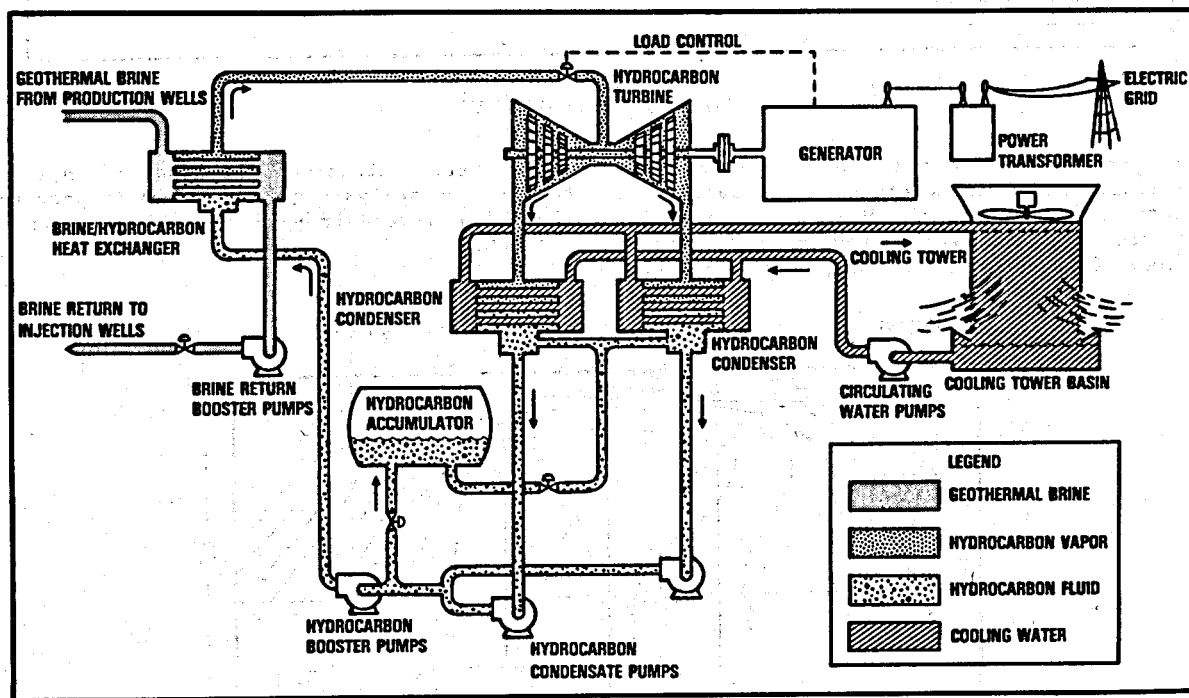 LOAD CONTROL
GEOTHERMAL BRINE
FROM PRODUCTION WELLS
HYDROCARBON
TURBINE
ELECTRIC
GRID
GENERATOR
POWER
TRANSFORMER
BRINE/HYDROCARBON
HEAT EXCHANGER
COOLING TOWER
HYDROCARBON
CONDENSER
BRINE RETURN TO
INJECTION WELLS
HYDROCARBON
CONDENSER
COOLING TOWER BASIN
BRINE RETURN
BOOSTER PUMPS
CIRCULATING
WATER PUMPS
HYDROCARBON
ACCUMULATOR
LEGEND
GEOTHERMAL BRINE
HYDROCARBON VAPOR
HYDROCARBON FLUID
COOLING WATER
HYDROCARBON
BOOSTER PUMPS
HYDROCARBON
CONDENSATE PUMPS